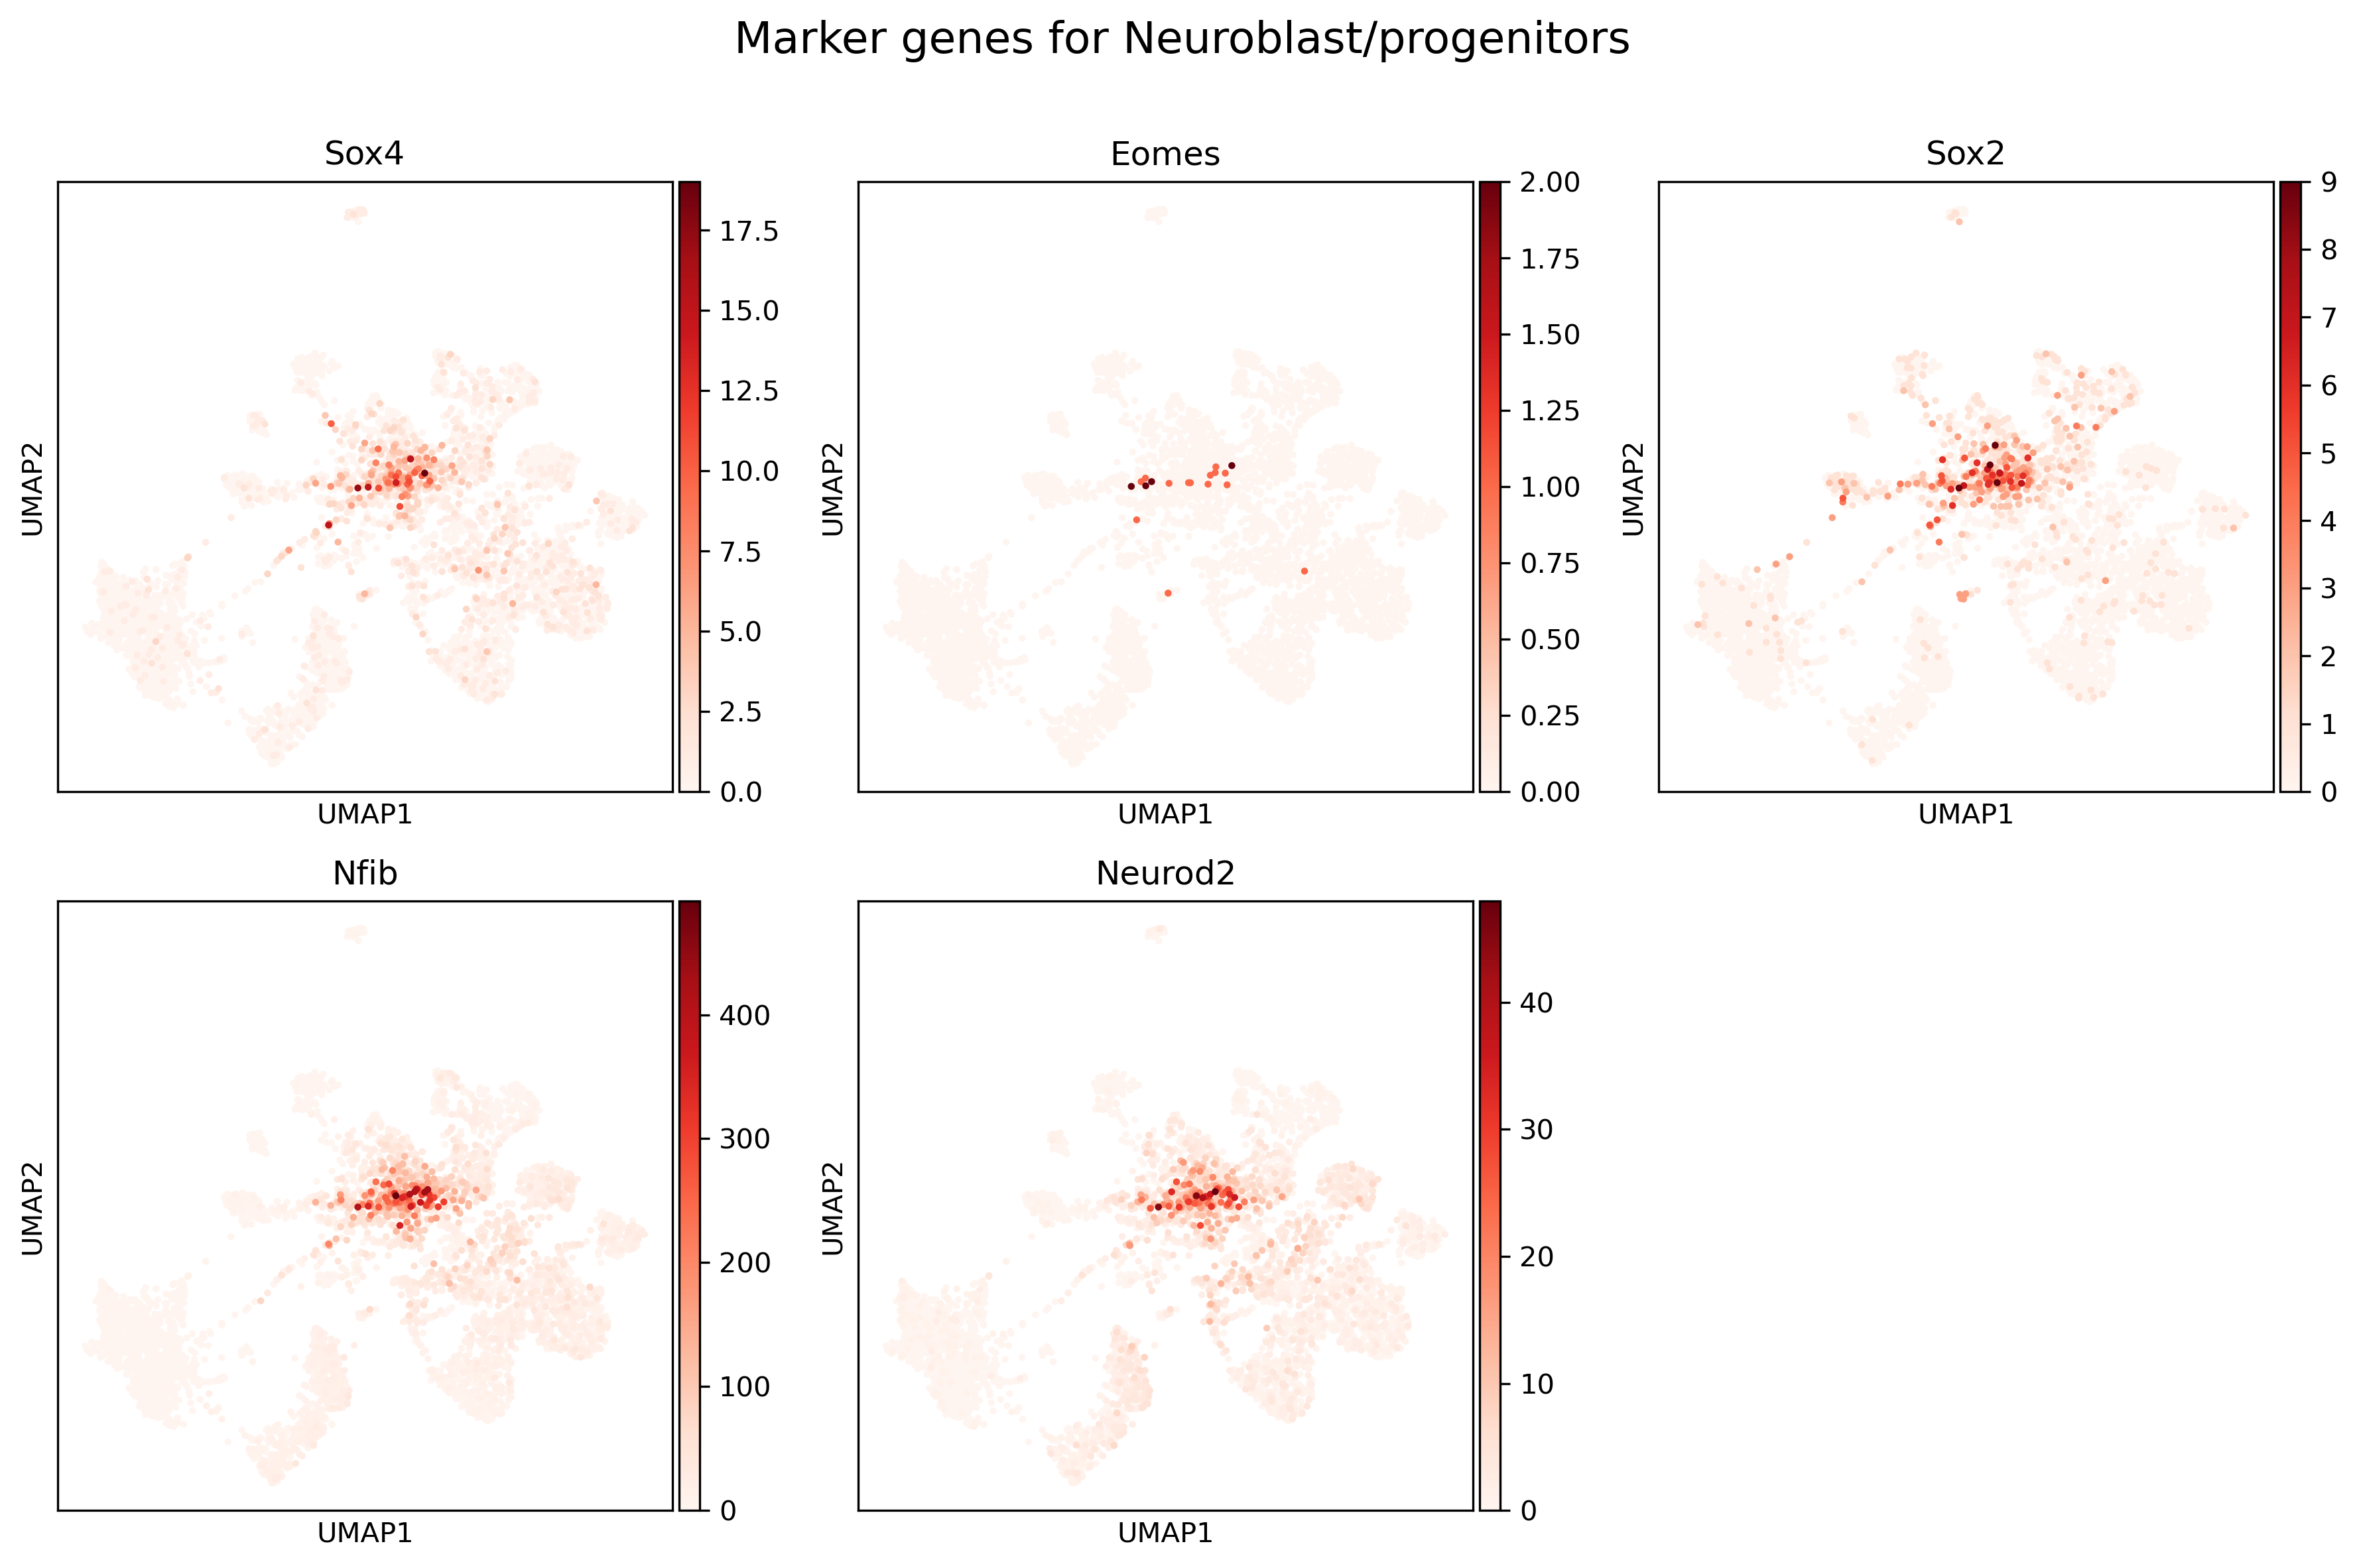 Marker genes for Neuroblast/progenitors
Sox4
Eomes
Sox2
17.5
15.0
12.5
10.0
7.5
5.0
2.5
0.0
2.00
1.75
1.50
1.25
1.00
0.75
0.50
0.25
0.00
9
8
7
6
5
4
3
2
1
0
UMAP2
UMAP2
UMAP2
UMAP1
UMAP1
UMAP1
Nfib
Neurod2
400
300
200
100
0
40
30
20
10
0
UMAP2
UMAP2
UMAP1
UMAP1